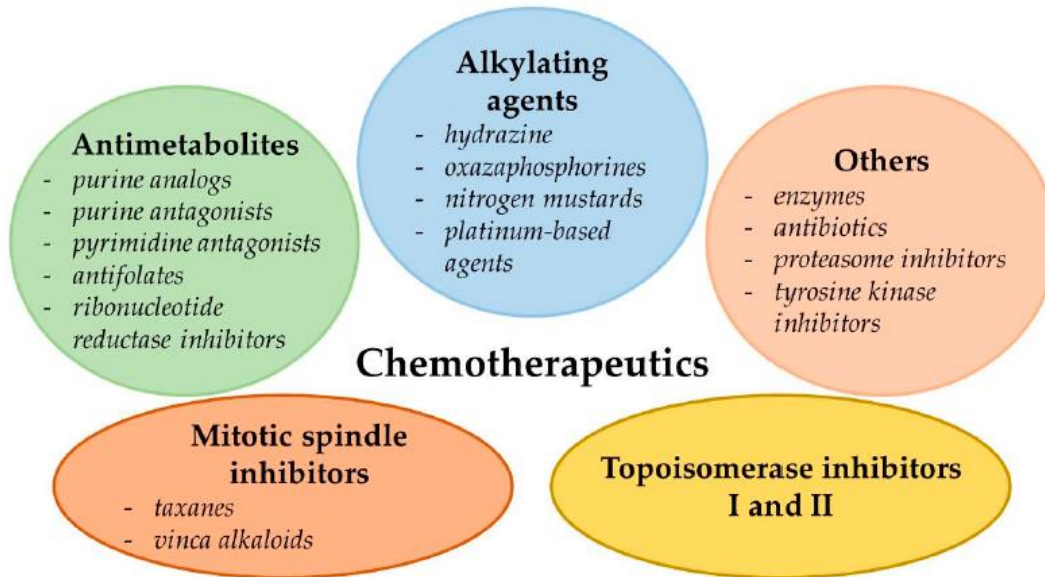 Alkylating
agents
- hydrazine
- oxazaphosphorines
- nitrogen mustards
- platinum-based
agents
Antimetabolites
- purine analogs
- purine antagonists
- pyrimidine antagonists
- antifolates
- ribonucleotide
reductase inhibitors
Others
- enzymes
- antibiotics
- proteasome inhibitors
- tyrosine kinase
inhibitors
Chemotherapeutics
Mitotic spindle
inhibitors
- taxanes
- vinca alkaloids
Topoisomerase inhibitors
I and II